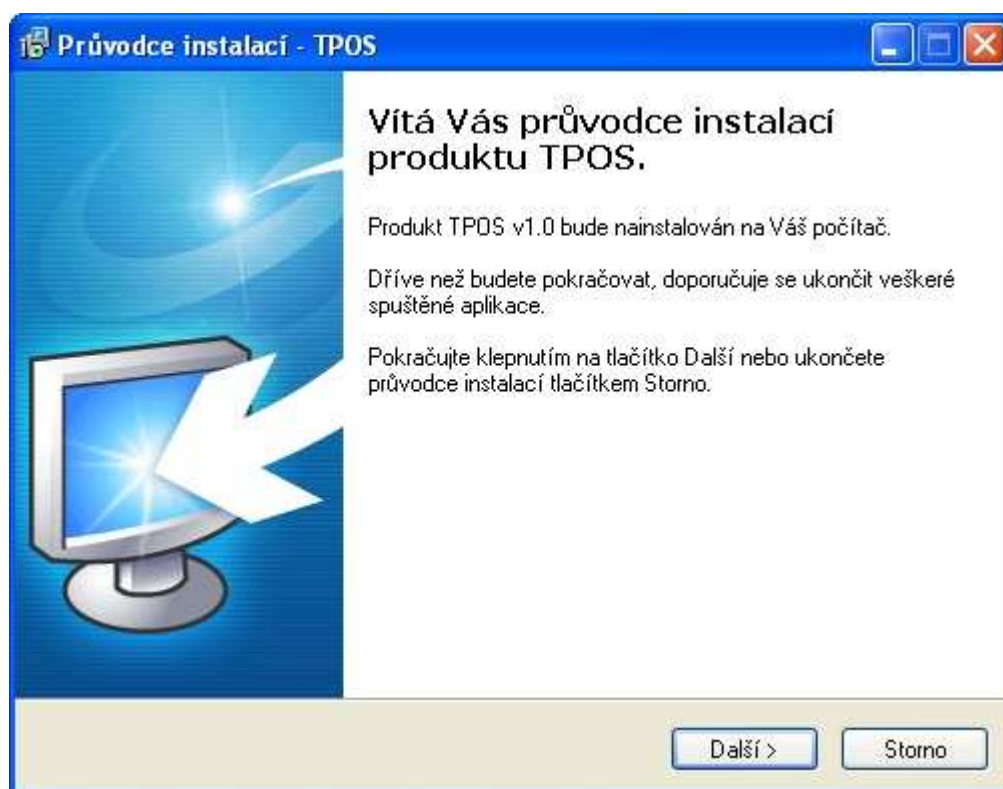 Průvodce instalací - TPOS
Vítá Vás průvodce instalací
produktu TPOS.
Produkt TPOS v1.0 bude nainstalován na Váš počítač.
Dříve než budete pokračovat, doporučuje se ukončit veškeré
spuštěné aplikace.
Pokračujte klepnutím na tlačítko Další nebo ukončete
průvodce instalací tlačítkem Storno.
Další >
Storno